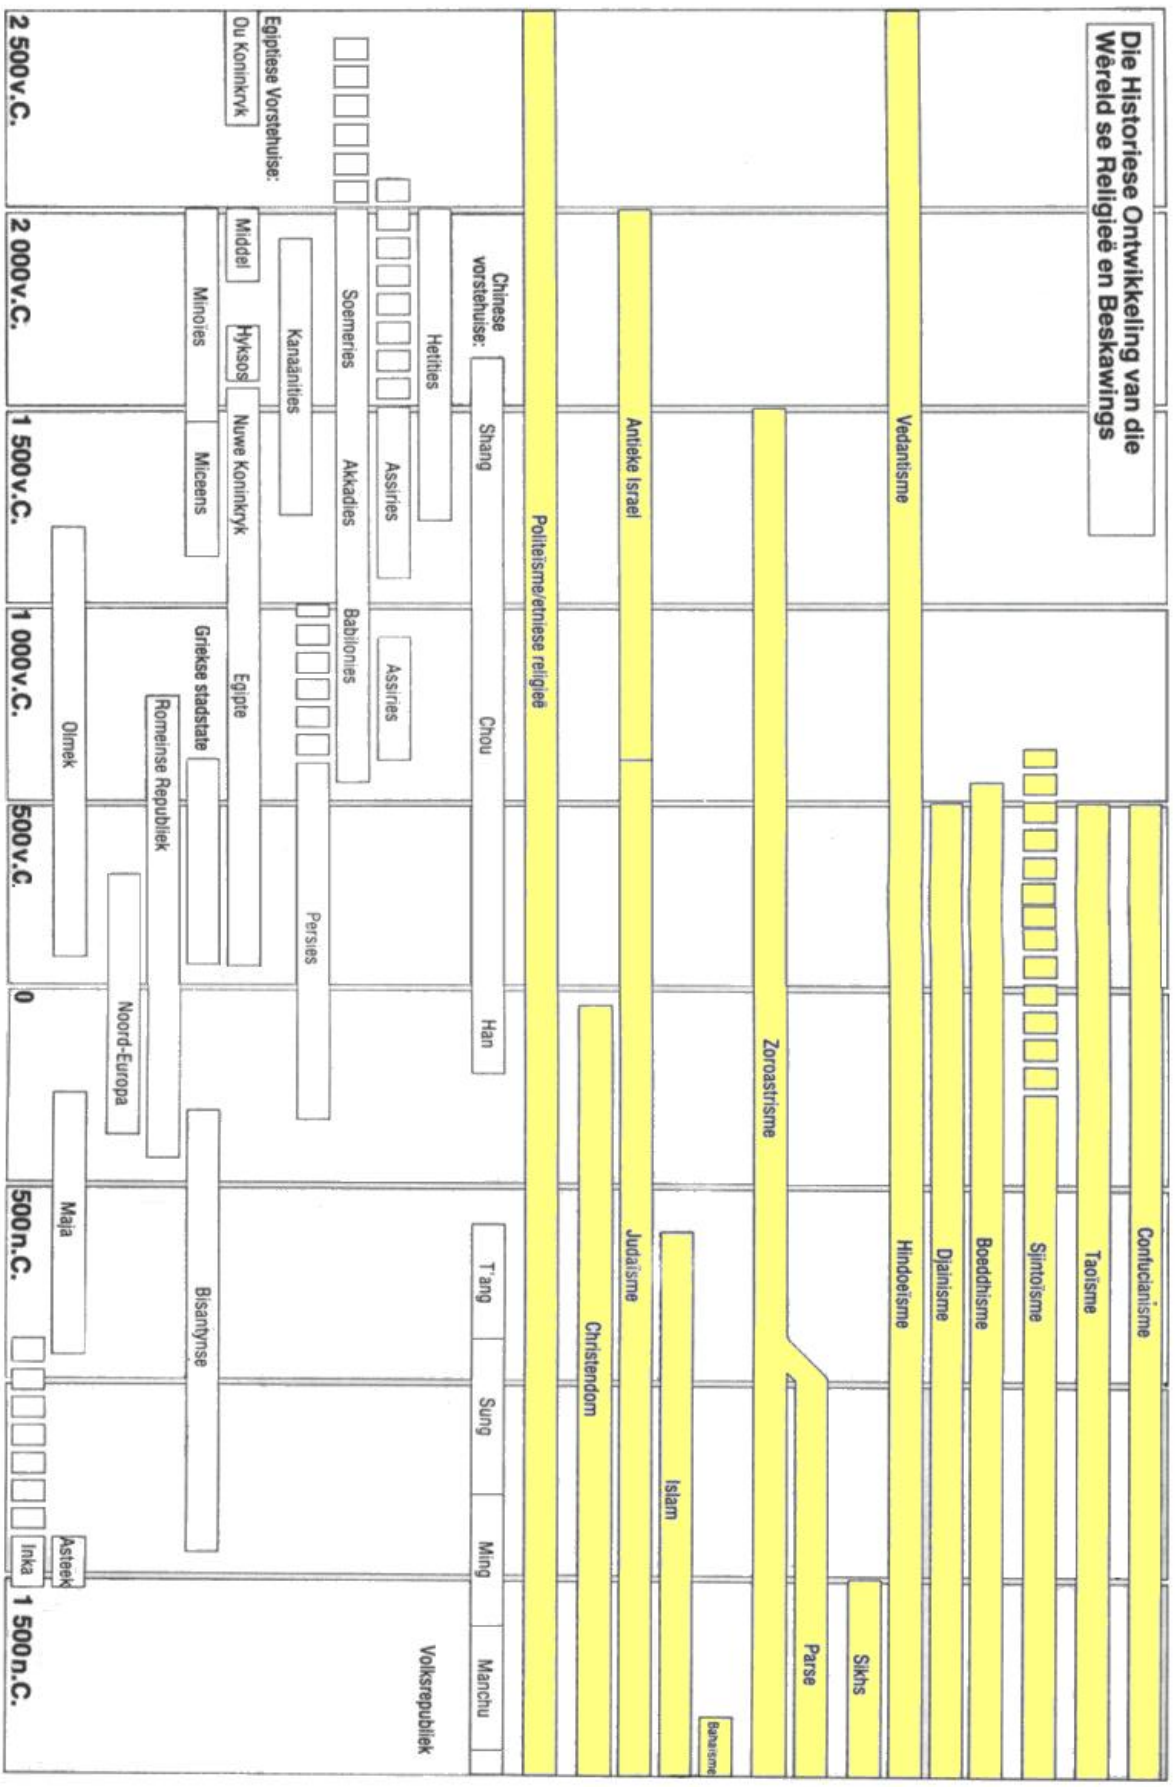 Die Historiese Ontwikkeling van die
Wêreld se Religieë en Beskawings
Confucianisme
Taoïsme
Sjintoïsme
Boeddhisme
Djainisme
Vedantisme
Hindoeïsme
Sikhs
Parse
Zoroastrisme
Bahaisme
Islam
Antieke Israel
Judaïsme
Christendom
Politeïsme/etniese religieë
Chinese
vorstehuise:
Shang
Chou
Han
T'ang
Sung
Ming
Manchu
Volksrepubliek
Hetities
Assiries
Assiries
Soemeries
Akkadies
Babilonies
Persies
Kanaänities
Egiptiese Vorstehuise:
Ou Koninkryk
Middel
Hyksos
Nuwe Koninkryk
Egipte
Minoïes
Miceens
Griekse stadstate
Bisantynse
Romeinse Republiek
Noord-Europa
Olmek
Maja
Asteek
Inka
2 500v.C.
2 000v.C.
1 500v.C.
1 000v.C.
500v.C.
0
500n.C.
1 500n.C.